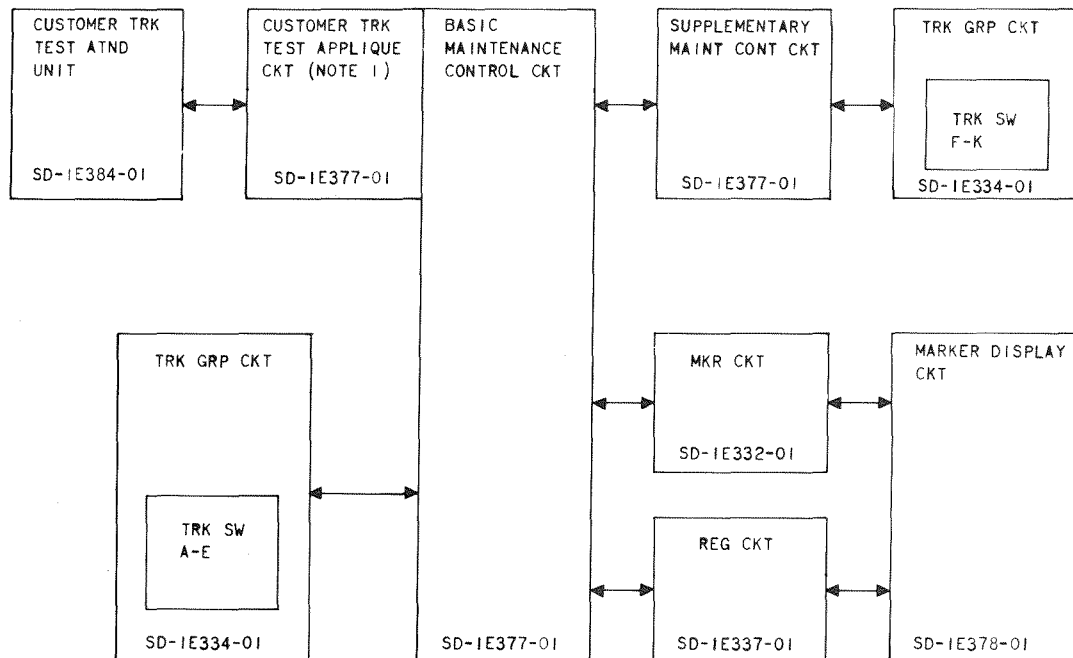 CUSTOMER TRK
TEST ATND
UNIT
SD-1E384-01
CUSTOMER TRK
TEST APPLIQUE
CKT (NOTE 1)
SD-1E377-01
BASIC
MAINTENANCE
CONTROL CKT
SUPPLEMENTARY
MAINT CONT CKT
SD-1E377-01
TRK GRP CKT
TRK SW
F-K
SD-1E334-01
TRK GRP CKT
TRK SW
A-E
SD-1E334-01
SD-1E377-01
MKR CKT
SD-1E332-01
REG CKT
SD-1E337-01
MARKER DISPLAY
CKT
SD-1E378-01